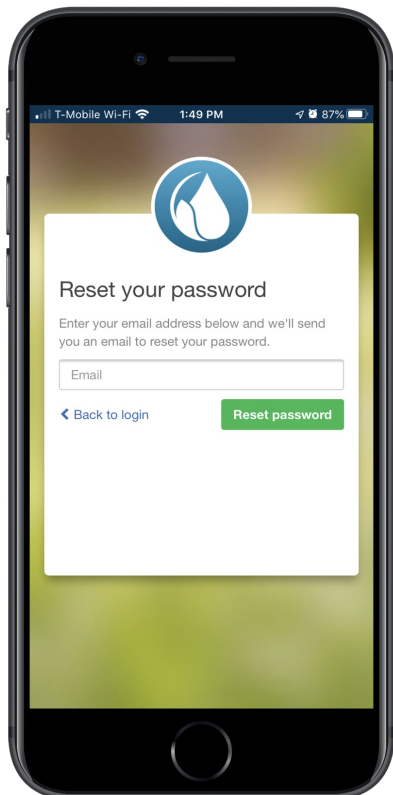 T-Mobile Wi-Fi 1:49 PM 87%
Reset your password
Enter your email address below and we'll send
you an email to reset your password.
Email
Back to login Reset password